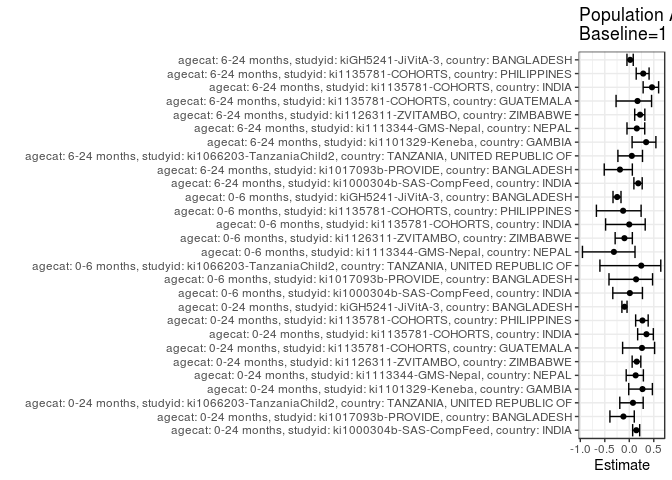 Population A
Baseline=1
agecat: 6-24 months, studyid: kiGH5241-JiVitA-3, country: BANGLADESH
agecat: 6-24 months, studyid: ki1135781-COHORTS, country: PHILIPPINES
agecat: 6-24 months, studyid: ki1135781-COHORTS, country: INDIA
agecat: 6-24 months, studyid: ki1135781-COHORTS, country: GUATEMALA
agecat: 6-24 months, studyid: ki1126311-ZVITAMBO, country: ZIMBABWE
agecat: 6-24 months, studyid: ki1113344-GMS-Nepal, country: NEPAL
agecat: 6-24 months, studyid: ki1101329-Keneba, country: GAMBIA
agecat: 6-24 months, studyid: ki1066203-TanzaniaChild2, country: TANZANIA, UNITED REPUBLIC OF
agecat: 6-24 months, studyid: ki1017093b-PROVIDE, country: BANGLADESH
agecat: 6-24 months, studyid: ki1000304b-SAS-CompFeed, country: INDIA
agecat: 0-6 months, studyid: kiGH5241-JiVitA-3, country: BANGLADESH
agecat: 0-6 months, studyid: ki1135781-COHORTS, country: PHILIPPINES
agecat: 0-6 months, studyid: ki1135781-COHORTS, country: INDIA
agecat: 0-6 months, studyid: ki1126311-ZVITAMBO, country: ZIMBABWE
agecat: 0-6 months, studyid: ki1113344-GMS-Nepal, country: NEPAL
agecat: 0-6 months, studyid: ki1066203-TanzaniaChild2, country: TANZANIA, UNITED REPUBLIC OF
agecat: 0-6 months, studyid: ki1017093b-PROVIDE, country: BANGLADESH
agecat: 0-6 months, studyid: ki1000304b-SAS-CompFeed, country: INDIA
agecat: 0-24 months, studyid: kiGH5241-JiVitA-3, country: BANGLADESH
agecat: 0-24 months, studyid: ki1135781-COHORTS, country: PHILIPPINES
agecat: 0-24 months, studyid: ki1135781-COHORTS, country: INDIA
agecat: 0-24 months, studyid: ki1135781-COHORTS, country: GUATEMALA
agecat: 0-24 months, studyid: ki1126311-ZVITAMBO, country: ZIMBABWE
agecat: 0-24 months, studyid: ki1113344-GMS-Nepal, country: NEPAL
agecat: 0-24 months, studyid: ki1101329-Keneba, country: GAMBIA
agecat: 0-24 months, studyid: ki1066203-TanzaniaChild2, country: TANZANIA, UNITED REPUBLIC OF
agecat: 0-24 months, studyid: ki1017093b-PROVIDE, country: BANGLADESH
agecat: 0-24 months, studyid: ki1000304b-SAS-CompFeed, country: INDIA
-1.0 -0.5 0.0 0.5
Estimate